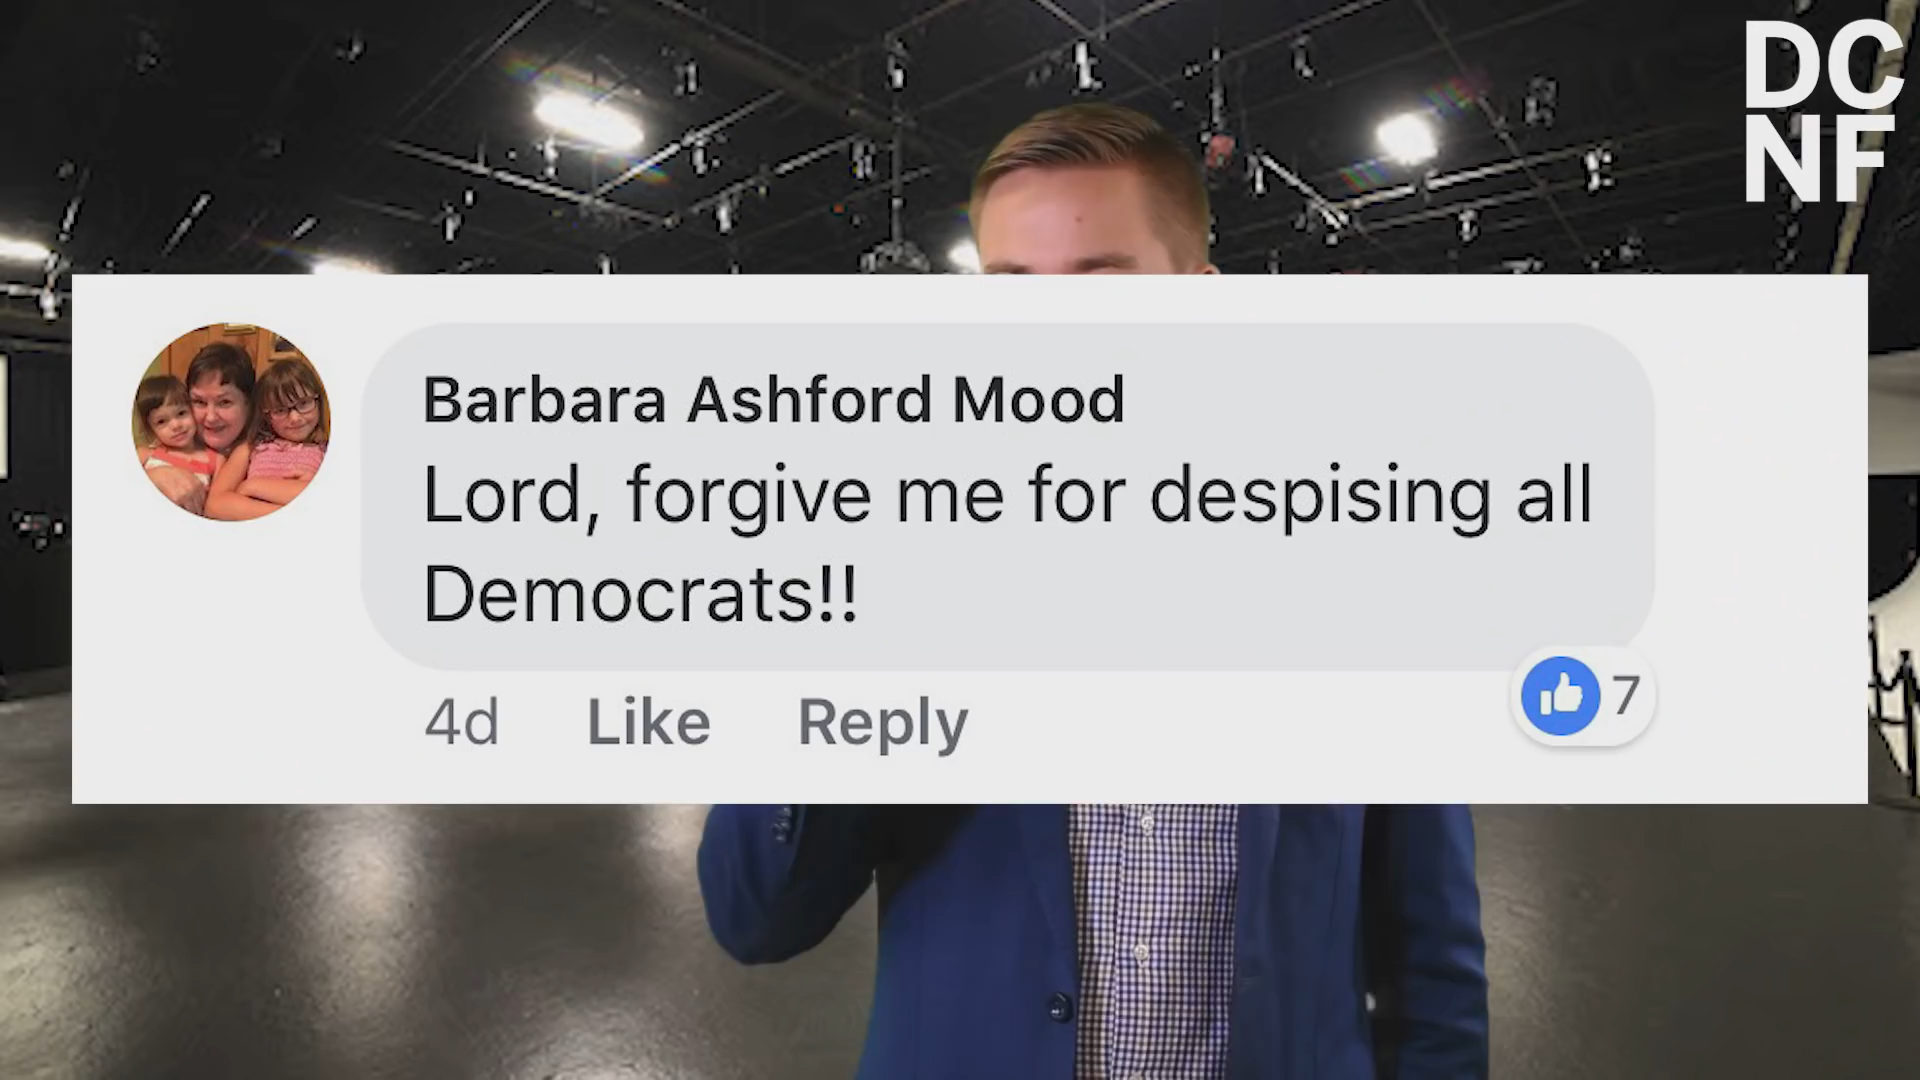 DC
NF
Barbara Ashford Mood
Lord, forgive me for despising all
Democrats!!
4d Like Reply
7